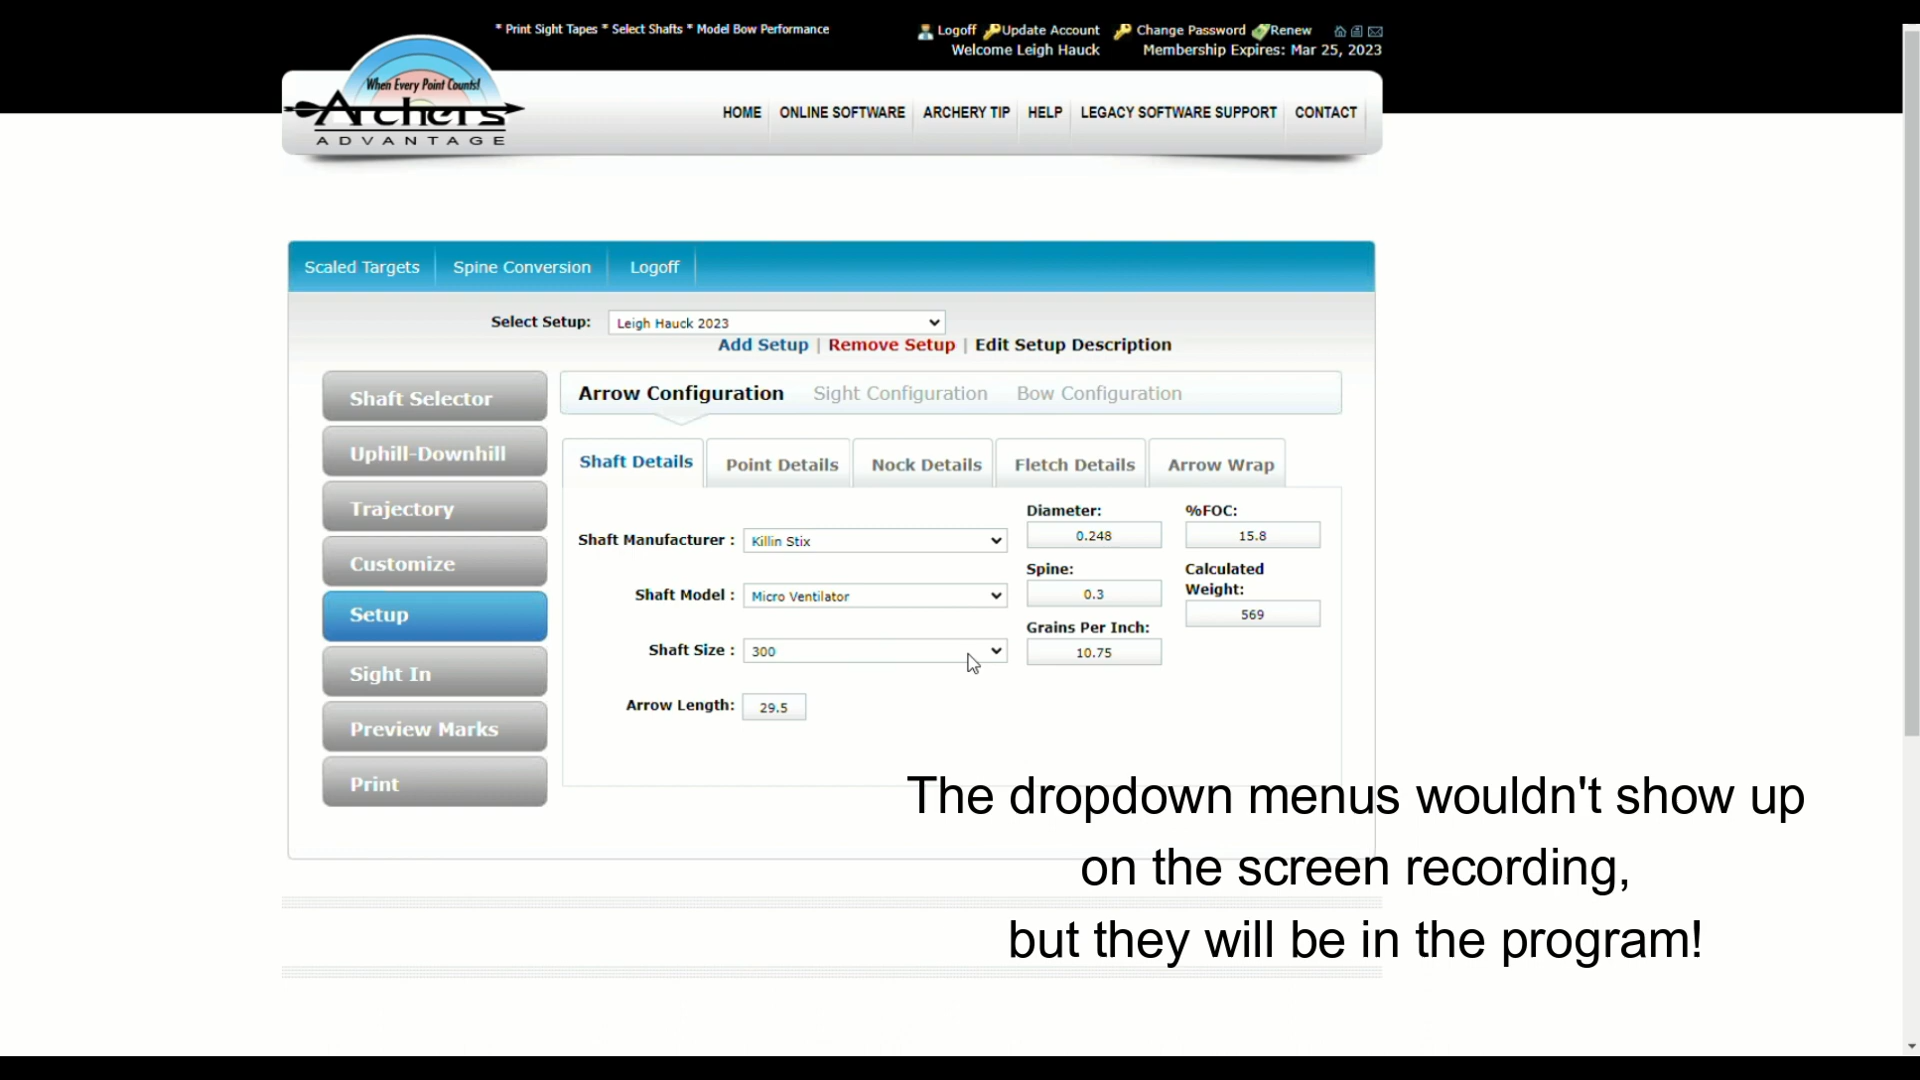 * Print Sight Tapes * Select Shafts * Model Bow Performance
Logoff Update Account Change Password Renew
Welcome Leigh Hauck Membership Expires: Mar 25, 2023
When Every Point Counts!
Archer's
ADVANTAGE
HOME ONLINE SOFTWARE ARCHERY TIP HELP LEGACY SOFTWARE SUPPORT CONTACT
Scaled Targets Spine Conversion Logoff
Select Setup: Leigh Hauck 2023
Add Setup | Remove Setup | Edit Setup Description
Shaft Selector
Uphill-Downhill
Trajectory
Customize
Setup
Sight In
Preview Marks
Print
Arrow Configuration Sight Configuration Bow Configuration
Shaft Details Point Details Nock Details Fletch Details Arrow Wrap
Shaft Manufacturer : Killin Stix
Shaft Model : Micro Ventilator
Shaft Size : 300
Arrow Length: 29.5
Diameter:
0.248
Spine:
0.3
Grains Per Inch:
10.75
%FOC:
15.8
Calculated
Weight:
569
The dropdown menus wouldn't show up
on the screen recording,
but they will be in the program!